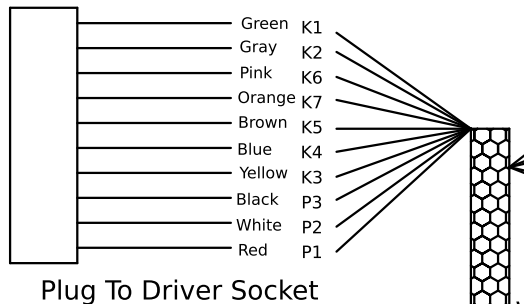 Green K1
Gray K2
Pink K6
Orange K7
Brown K5
Blue K4
Yellow K3
Black P3
White P2
Red P1
Plug To Driver Socket